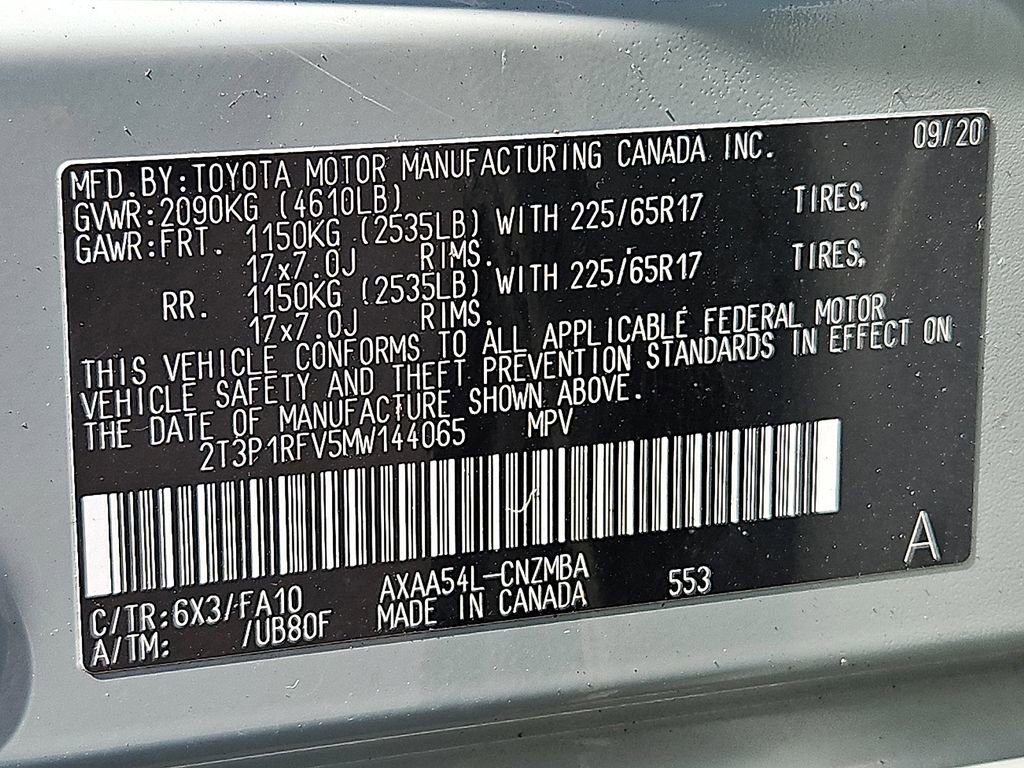 MFD.BY:TOYOTA MOTOR MANUFACTURING CANADA INC. 09/20
GVWR:2090KG (4610LB)
GAWR:FRT. 1150KG (2535LB) WITH 225/65R17 TIRES,
17x7.0J RIMS.
RR. 1150KG (2535LB) WITH 225/65R17 TIRES,
17x7.0J RIMS.
THIS VEHICLE CONFORMS TO ALL APPLICABLE FEDERAL MOTOR
VEHICLE SAFETY AND THEFT PREVENTION STANDARDS IN EFFECT ON
THE DATE OF MANUFACTURE SHOWN ABOVE.
2T3P1RFV5MW144065 MPV
C/TR:6X3/FA10 AXAA54L-CNZMBA 553 A
A/TM: /UB80F MADE IN CANADA